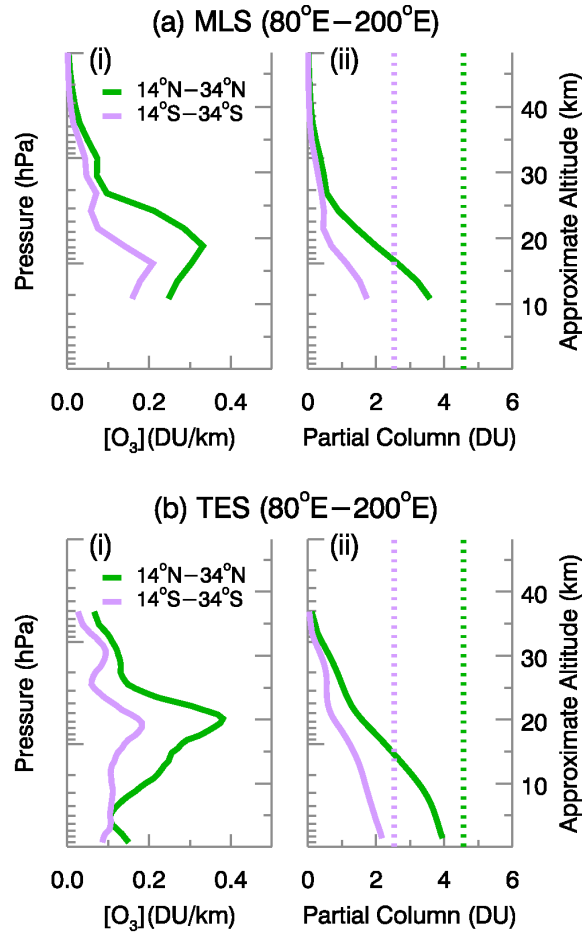 (a) MLS (80°E−200°E)
(i)
(ii)
14°N−34°N
14°S−34°S
Pressure (hPa)
Approximate Altitude (km)
40
30
20
10
0.0 0.2 0.4
0 2 4 6
[O₃](DU/km)
Partial Column (DU)
(b) TES (80°E−200°E)
(i)
(ii)
14°N−34°N
14°S−34°S
Pressure (hPa)
Approximate Altitude (km)
40
30
20
10
0.0 0.2 0.4
0 2 4 6
[O₃](DU/km)
Partial Column (DU)